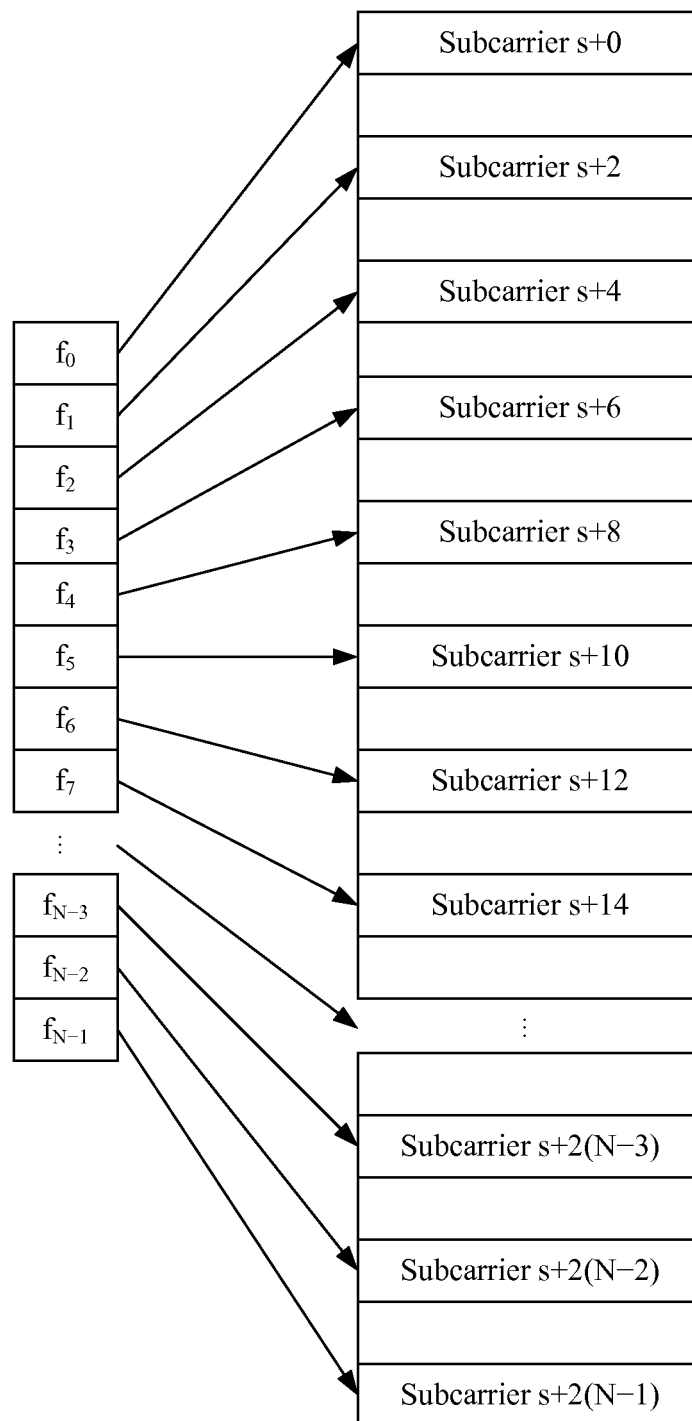 Subcarrier s+0
Subcarrier s+2
Subcarrier s+4
f₀
f₁
Subcarrier s+6
f₂
f₃
Subcarrier s+8
f₄
f₅
Subcarrier s+10
f₆
f₇
Subcarrier s+12
⋮
fN−3
Subcarrier s+14
fN−2
fN−1
⋮
Subcarrier s+2(N−3)
Subcarrier s+2(N−2)
Subcarrier s+2(N−1)